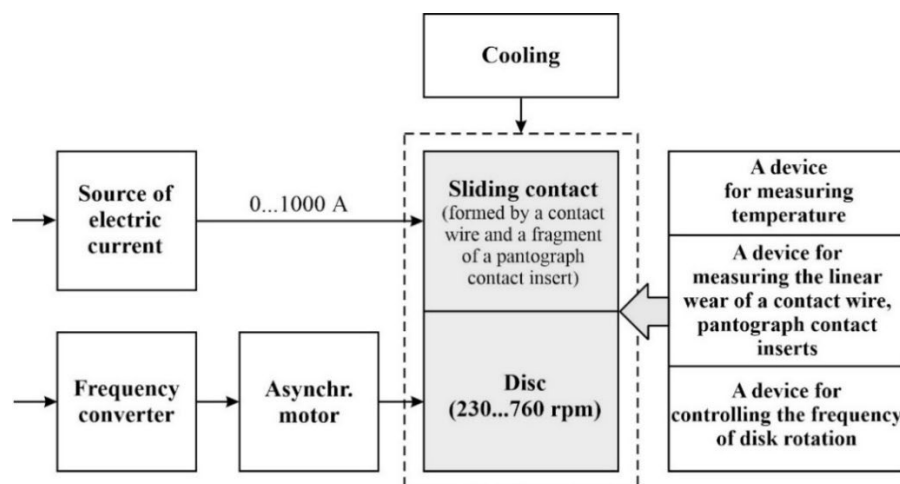 Cooling
Source of
electric
current
0...1000 A
Sliding contact
(formed by a contact
wire and a fragment
of a pantograph
contact insert)
A device
for measuring
temperature
A device for
measuring the linear
wear of a contact wire,
pantograph contact
inserts
Frequency
converter
Asynchr.
motor
Disc
(230...760 rpm)
A device for
controlling the frequency
of disk rotation